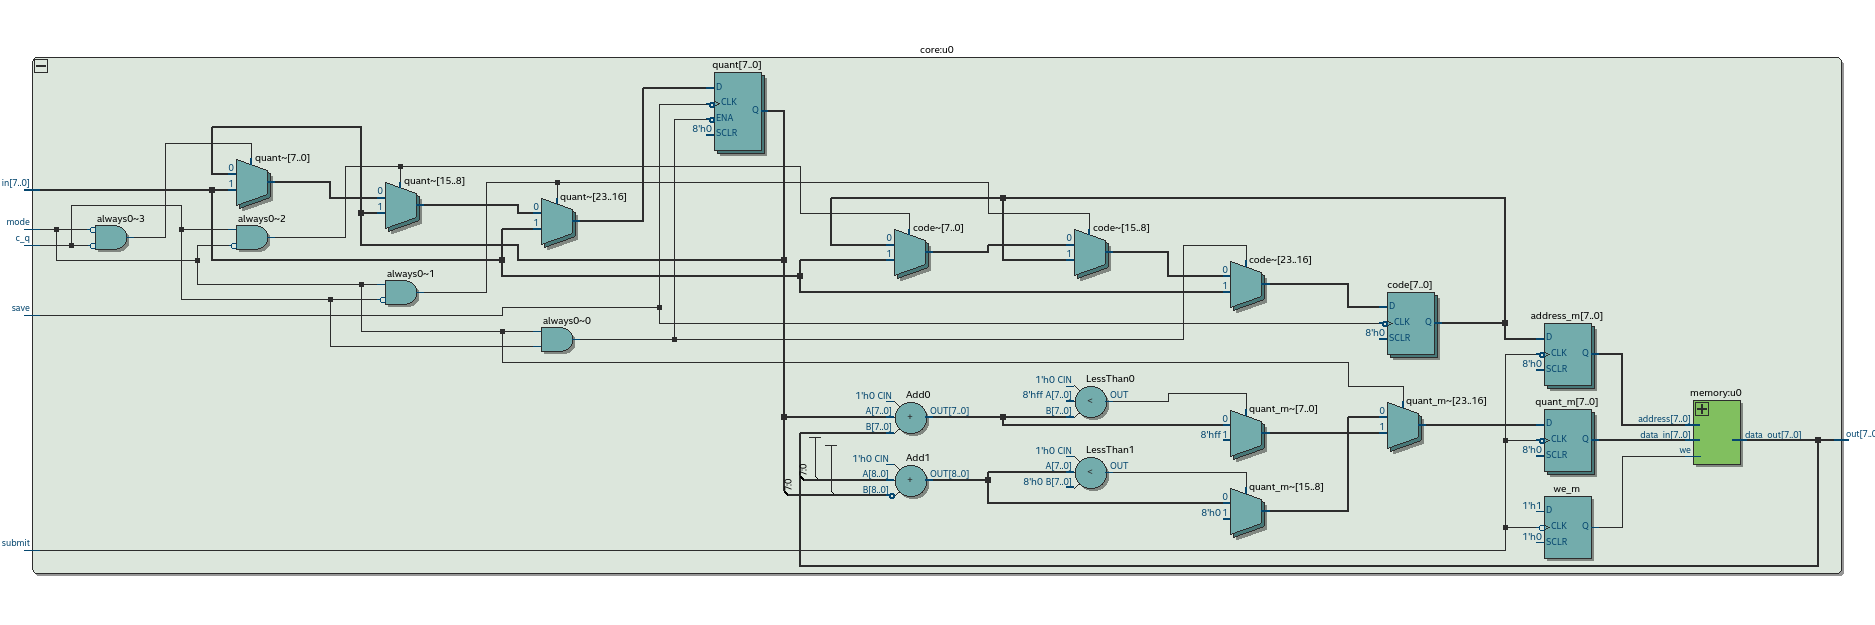 core:u0
quant[7..0]
D
CLK
ENA
8'h0
SCLR
Q
quant~[7..0]
0
1
in[7..0]
quant~[15..8]
0
1
quant~[23..16]
0
1
mode
c_q
always0~3
always0~2
always0~1
save
always0~0
code~[7..0]
0
1
code~[15..8]
0
1
code~[23..16]
0
1
code[7..0]
D
CLK
8'h0
SCLR
Q
address_m[7..0]
D
CLK
8'h0
SCLR
Q
Add0
1'h0 CIN
A[7..0]
B[7..0]
+
OUT[7..0]
LessThan0
1'h0 CIN
8'hff A[7..0]
B[7..0]
<
OUT
quant_m~[7..0]
0
8'hff 1
quant_m~[23..16]
0
1
quant_m[7..0]
D
CLK
8'h0
SCLR
Q
memory:u0
address[7..0]
data_in[7..0]
we
data_out[7..0]
7:0
7:0
Add1
1'h0 CIN
A[8..0]
B[8..0]
+
OUT[8..0]
LessThan1
1'h0 CIN
A[7..0]
8'h0 B[7..0]
<
OUT
quant_m~[15..8]
0
8'h0 1
we_m
1'h1
D
CLK
1'h0
SCLR
Q
submit